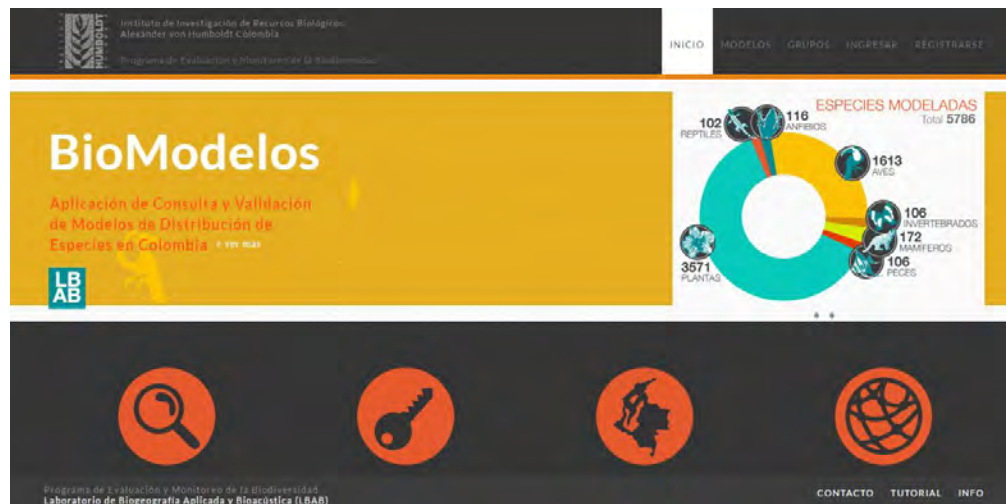 HUMBOLDT
Instituto de Investigación de Recursos Biológicos
Alexander von Humboldt Colombia
Programa de Evaluación y Monitoreo de la Biodiversidad
INICIO MODELOS GRUPOS INGRESAR REGISTRARSE
BioModelos
Aplicación de Consulta y Validación
de Modelos de Distribución de
Especies en Colombia + ver más
LB
AB
ESPECIES MODELADAS
Total 5786
102
REPTILES
116
ANFIBIOS
1613
AVES
106
INVERTEBRADOS
172
MAMIFEROS
106
PECES
3571
PLANTAS
Programa de Evaluación y Monitoreo de la Biodiversidad
Laboratorio de Biogeografía Aplicada y Bioacústica (LBAB)
CONTACTO TUTORIAL INFO